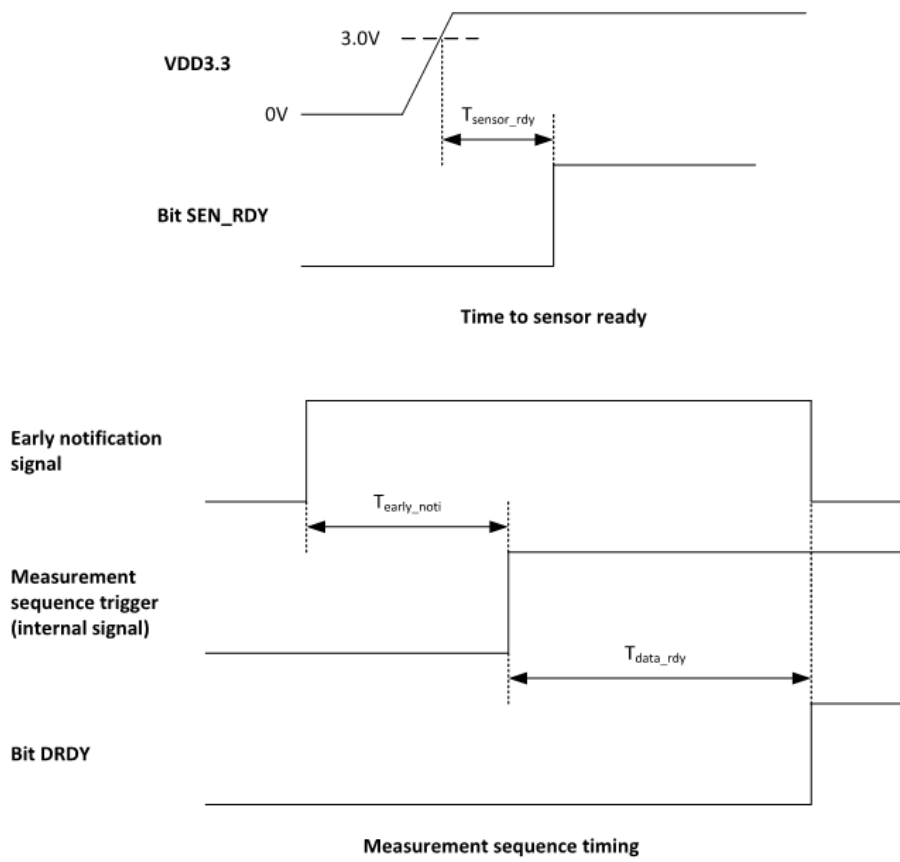 3.0V
VDD3.3
0V
Tsensor_rdy
Bit SEN_RDY
Time to sensor ready
Early notification
signal
Tearly_noti
Measurement
sequence trigger
(internal signal)
Tdata_rdy
Bit DRDY
Measurement sequence timing